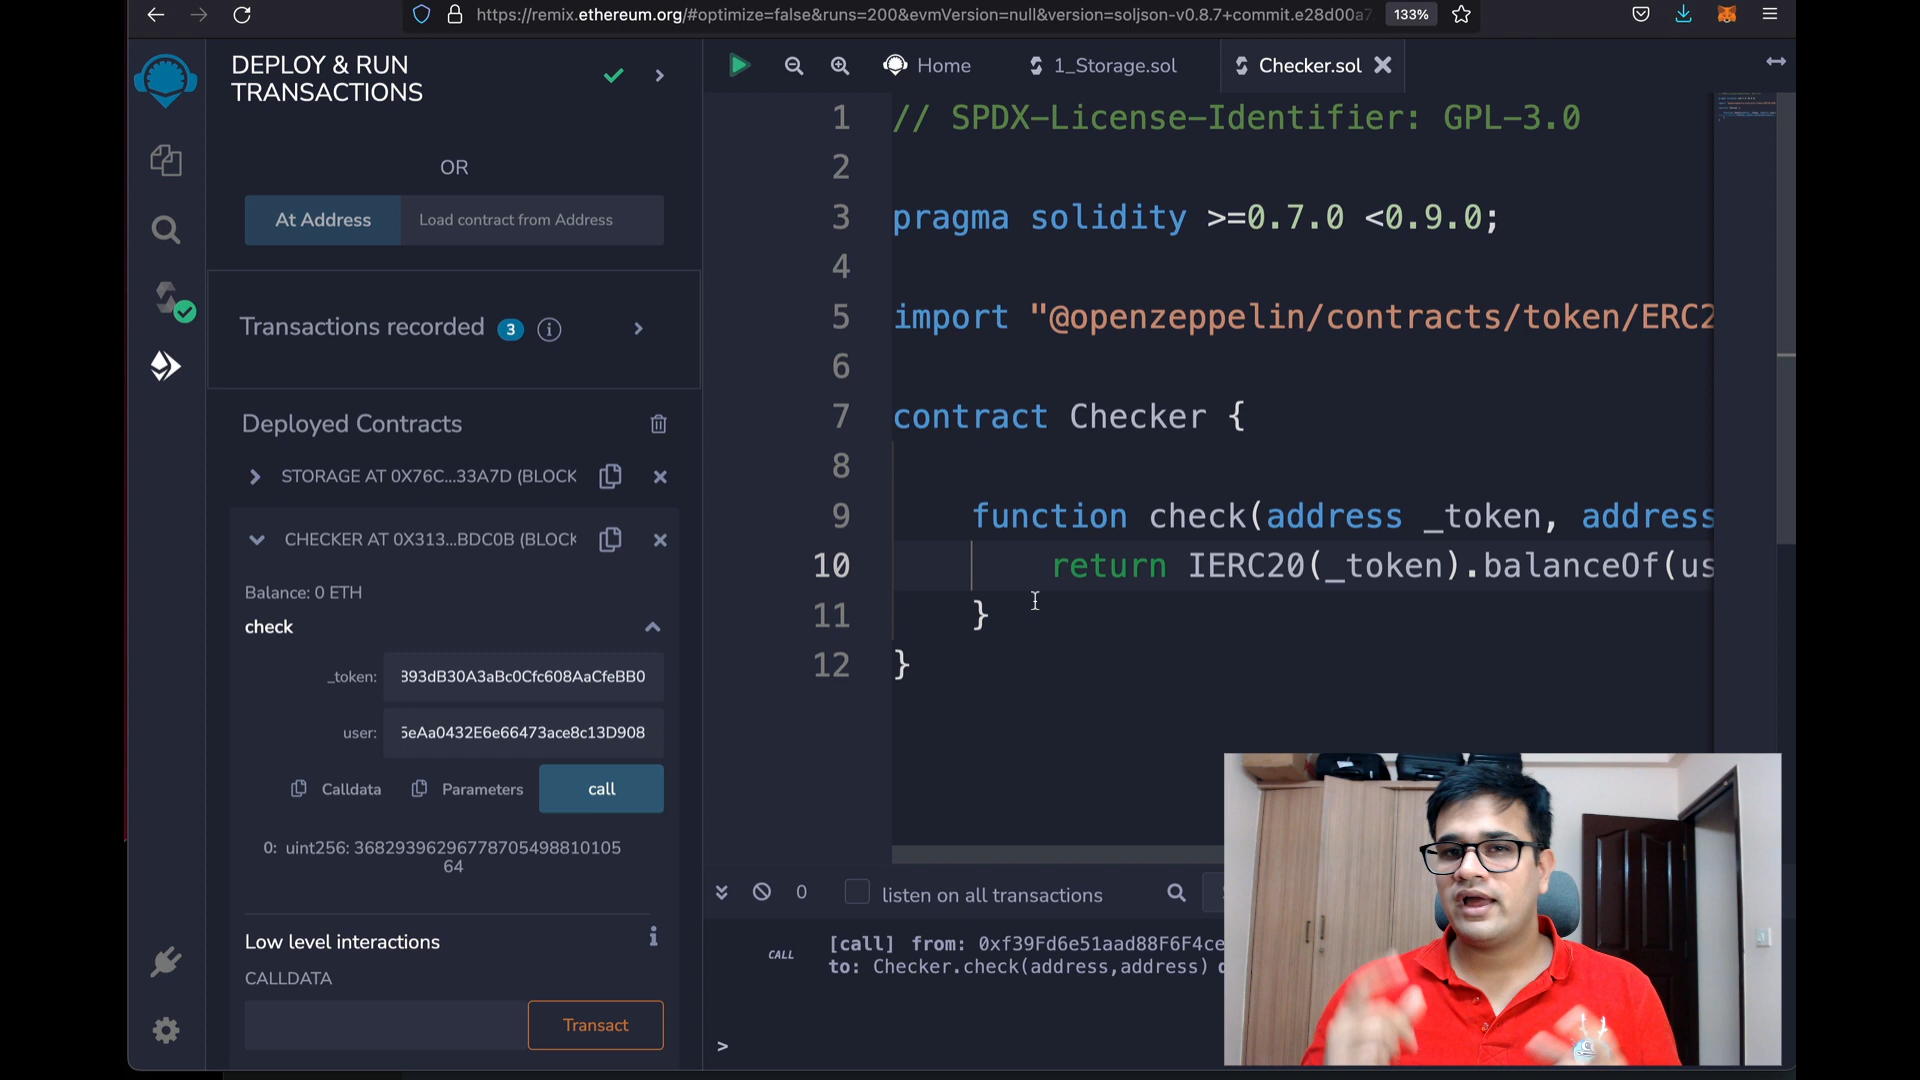 https://remix.ethereum.org/#optimize=false&runs=200&evmVersion=null&version=soljson-v0.8.7+commit.e28d00a7
133%
DEPLOY & RUN
TRANSACTIONS
OR
At Address
Load contract from Address
Transactions recorded 3 i
Deployed Contracts
STORAGE AT 0X76C...33A7D (BLOCK
CHECKER AT 0X313...BDC0B (BLOCK
Balance: 0 ETH
check
_token: 393dB30A3aBc0Cfc608AaCfeBB0
user: 5eAa0432E6e66473ace8c13D908
Calldata
Parameters
call
0: uint256: 36829396296778705498810105
64
Low level interactions
i
CALLDATA
Transact
Home
1_Storage.sol
Checker.sol
1 // SPDX-License-Identifier: GPL-3.0
2
3 pragma solidity >=0.7.0 <0.9.0;
4
5 import "@openzeppelin/contracts/token/ERC2
6
7 contract Checker {
8
9 function check(address _token, address
10 return IERC20(_token).balanceOf(us
11 }
12 }
0
listen on all transactions
CALL
[call] from: 0xf39Fd6e51aad88F6F4ce
to: Checker.check(address,address)
>